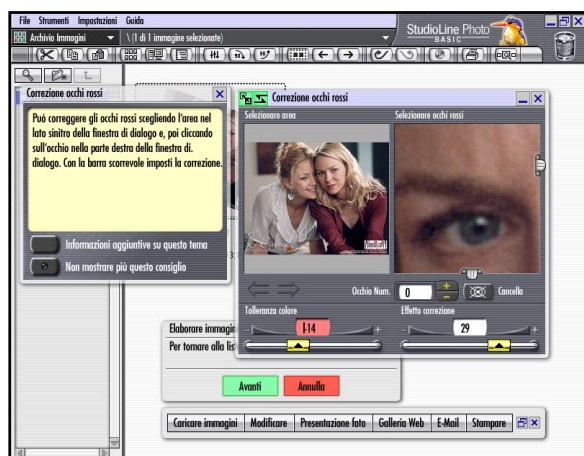 File Strumenti Impostazioni Guida
Archivio Immagini
\(1 di 1 immagine selezionate)
StudioLine Photo
BASIC
Correzione occhi rossi
Puó correggere gli occhi rossi scegliendo l'area nel
lato sinitro della finestra di dialogo e, poi diccando
sull'occhio nella parte destra della finestra di.
dialogo. Con la barra scorrevole imposti la correzione.
Informazioni aggiuntive su questo tema
Non mostrare più questo consiglio
Correzione occhi rossi
Selezionare area
Selezionare occhi rossi
Occhio Num.
0
Cancella
Tolleranza colore
-14
Effetto correzione
29
Elaborare immagin
Per tornare alla lis
Avanti
Annulla
Caricare immagini
Modificare
Presentazione foto
Galleria Web
E-Mail
Stampare